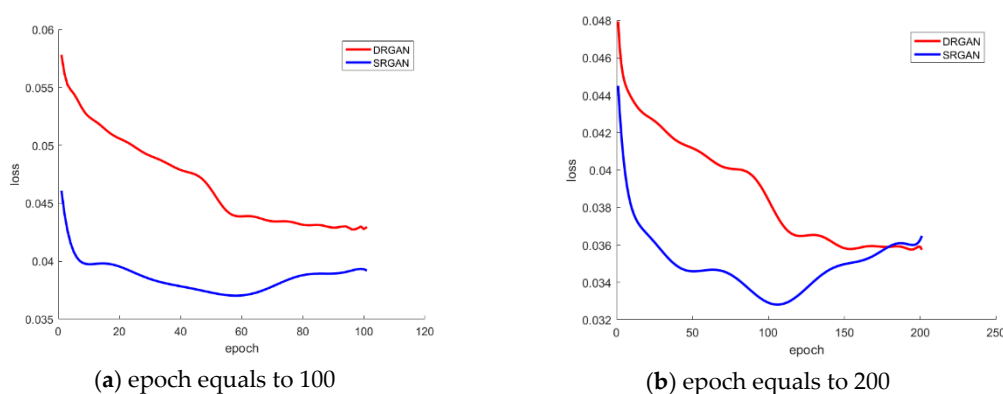 0.06
0.055
0.05
0.045
0.04
0.035
loss
0 20 40 60 80 100 120
epoch
DRGAN
SRGAN
(a) epoch equals to 100
0.048
0.046
0.044
0.042
0.04
0.038
0.036
0.034
0.032
loss
0 50 100 150 200 250
epoch
DRGAN
SRGAN
(b) epoch equals to 200